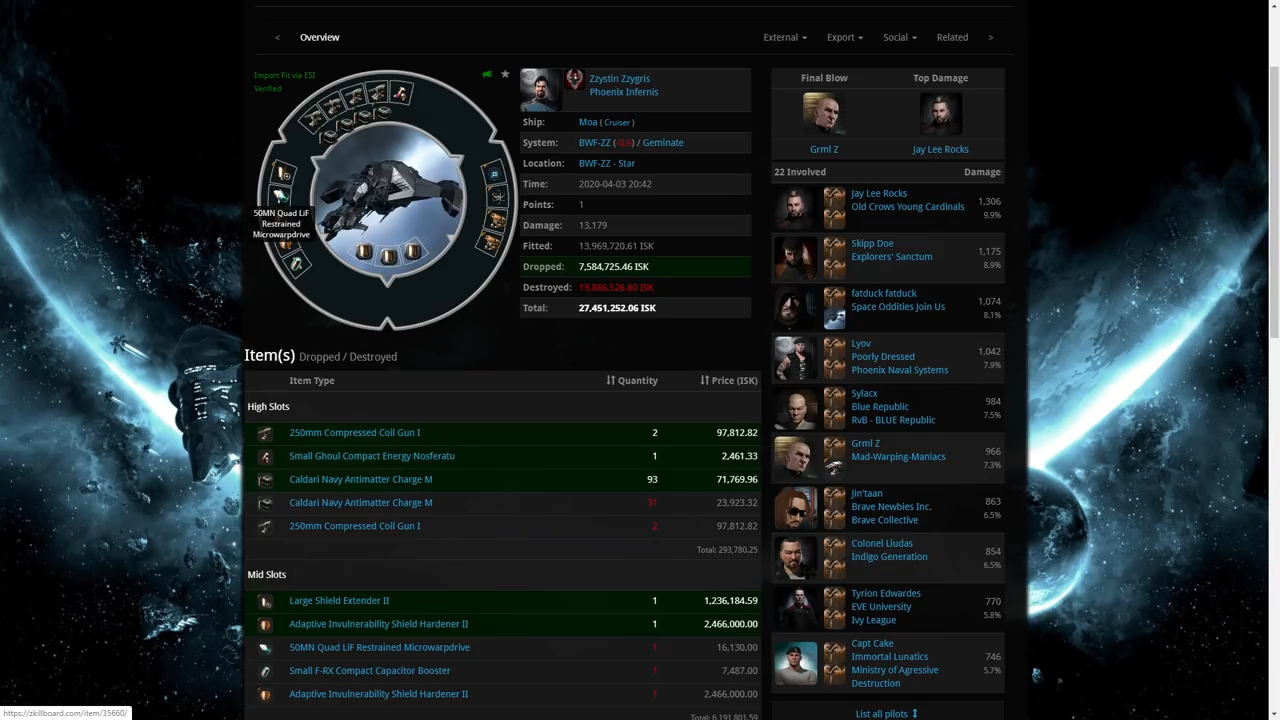 <
Overview
External
Export
Social
Related
>
Import Fit via ESI
Verified
50MN Quad LiF
Restrained
Microwarpdrive
Zzystin Zzygris
Phoenix Infernis
Ship: Moa ( Cruiser )
System: BWF-ZZ (-0.6) / Geminate
Location: BWF-ZZ - Star
Time: 2020-04-03 20:42
Points: 1
Damage: 13,179
Fitted: 13,969,720.61 ISK
Dropped: 7,584,725.46 ISK
Destroyed: 19,866,526.60 ISK
Total: 27,451,252.06 ISK
Item(s) Dropped / Destroyed
Item Type Quantity Price (ISK)
High Slots
250mm Compressed Coil Gun I 2 97,812.82
Small Ghoul Compact Energy Nosferatu 1 2,461.33
Caldari Navy Antimatter Charge M 93 71,769.96
Caldari Navy Antimatter Charge M 31 23,923.32
250mm Compressed Coil Gun I 2 97,812.82
Total: 293,780.25
Mid Slots
Large Shield Extender II 1 1,236,184.59
Adaptive Invulnerability Shield Hardener II 1 2,466,000.00
50MN Quad LiF Restrained Microwarpdrive 1 16,130.00
Small F-RX Compact Capacitor Booster 1 7,487.00
Adaptive Invulnerability Shield Hardener II 1 2,466,000.00
Total: 6,191,801.59
Final Blow Top Damage
Grml Z Jay Lee Rocks
22 Involved Damage
Jay Lee Rocks
Old Crows Young Cardinals
1,306
9.9%
Skipp Doe
Explorers' Sanctum
1,175
8.9%
fatduck fatduck
Space Oddities Join Us
1,074
8.1%
Lyov
Poorly Dressed
Phoenix Naval Systems
1,042
7.9%
Sylacx
Blue Republic
RvB - BLUE Republic
984
7.5%
Grml Z
Mad-Warping-Maniacs
966
7.3%
Jin'taan
Brave Newbies Inc.
Brave Collective
863
6.5%
Colonel Liudas
Indigo Generation
854
6.5%
Tyrion Edwardes
EVE University
Ivy League
770
5.8%
Capt Cake
Immortal Lunatics
Ministry of Agressive
Destruction
746
5.7%
List all pilots
https://zkillboard.com/item/35660/